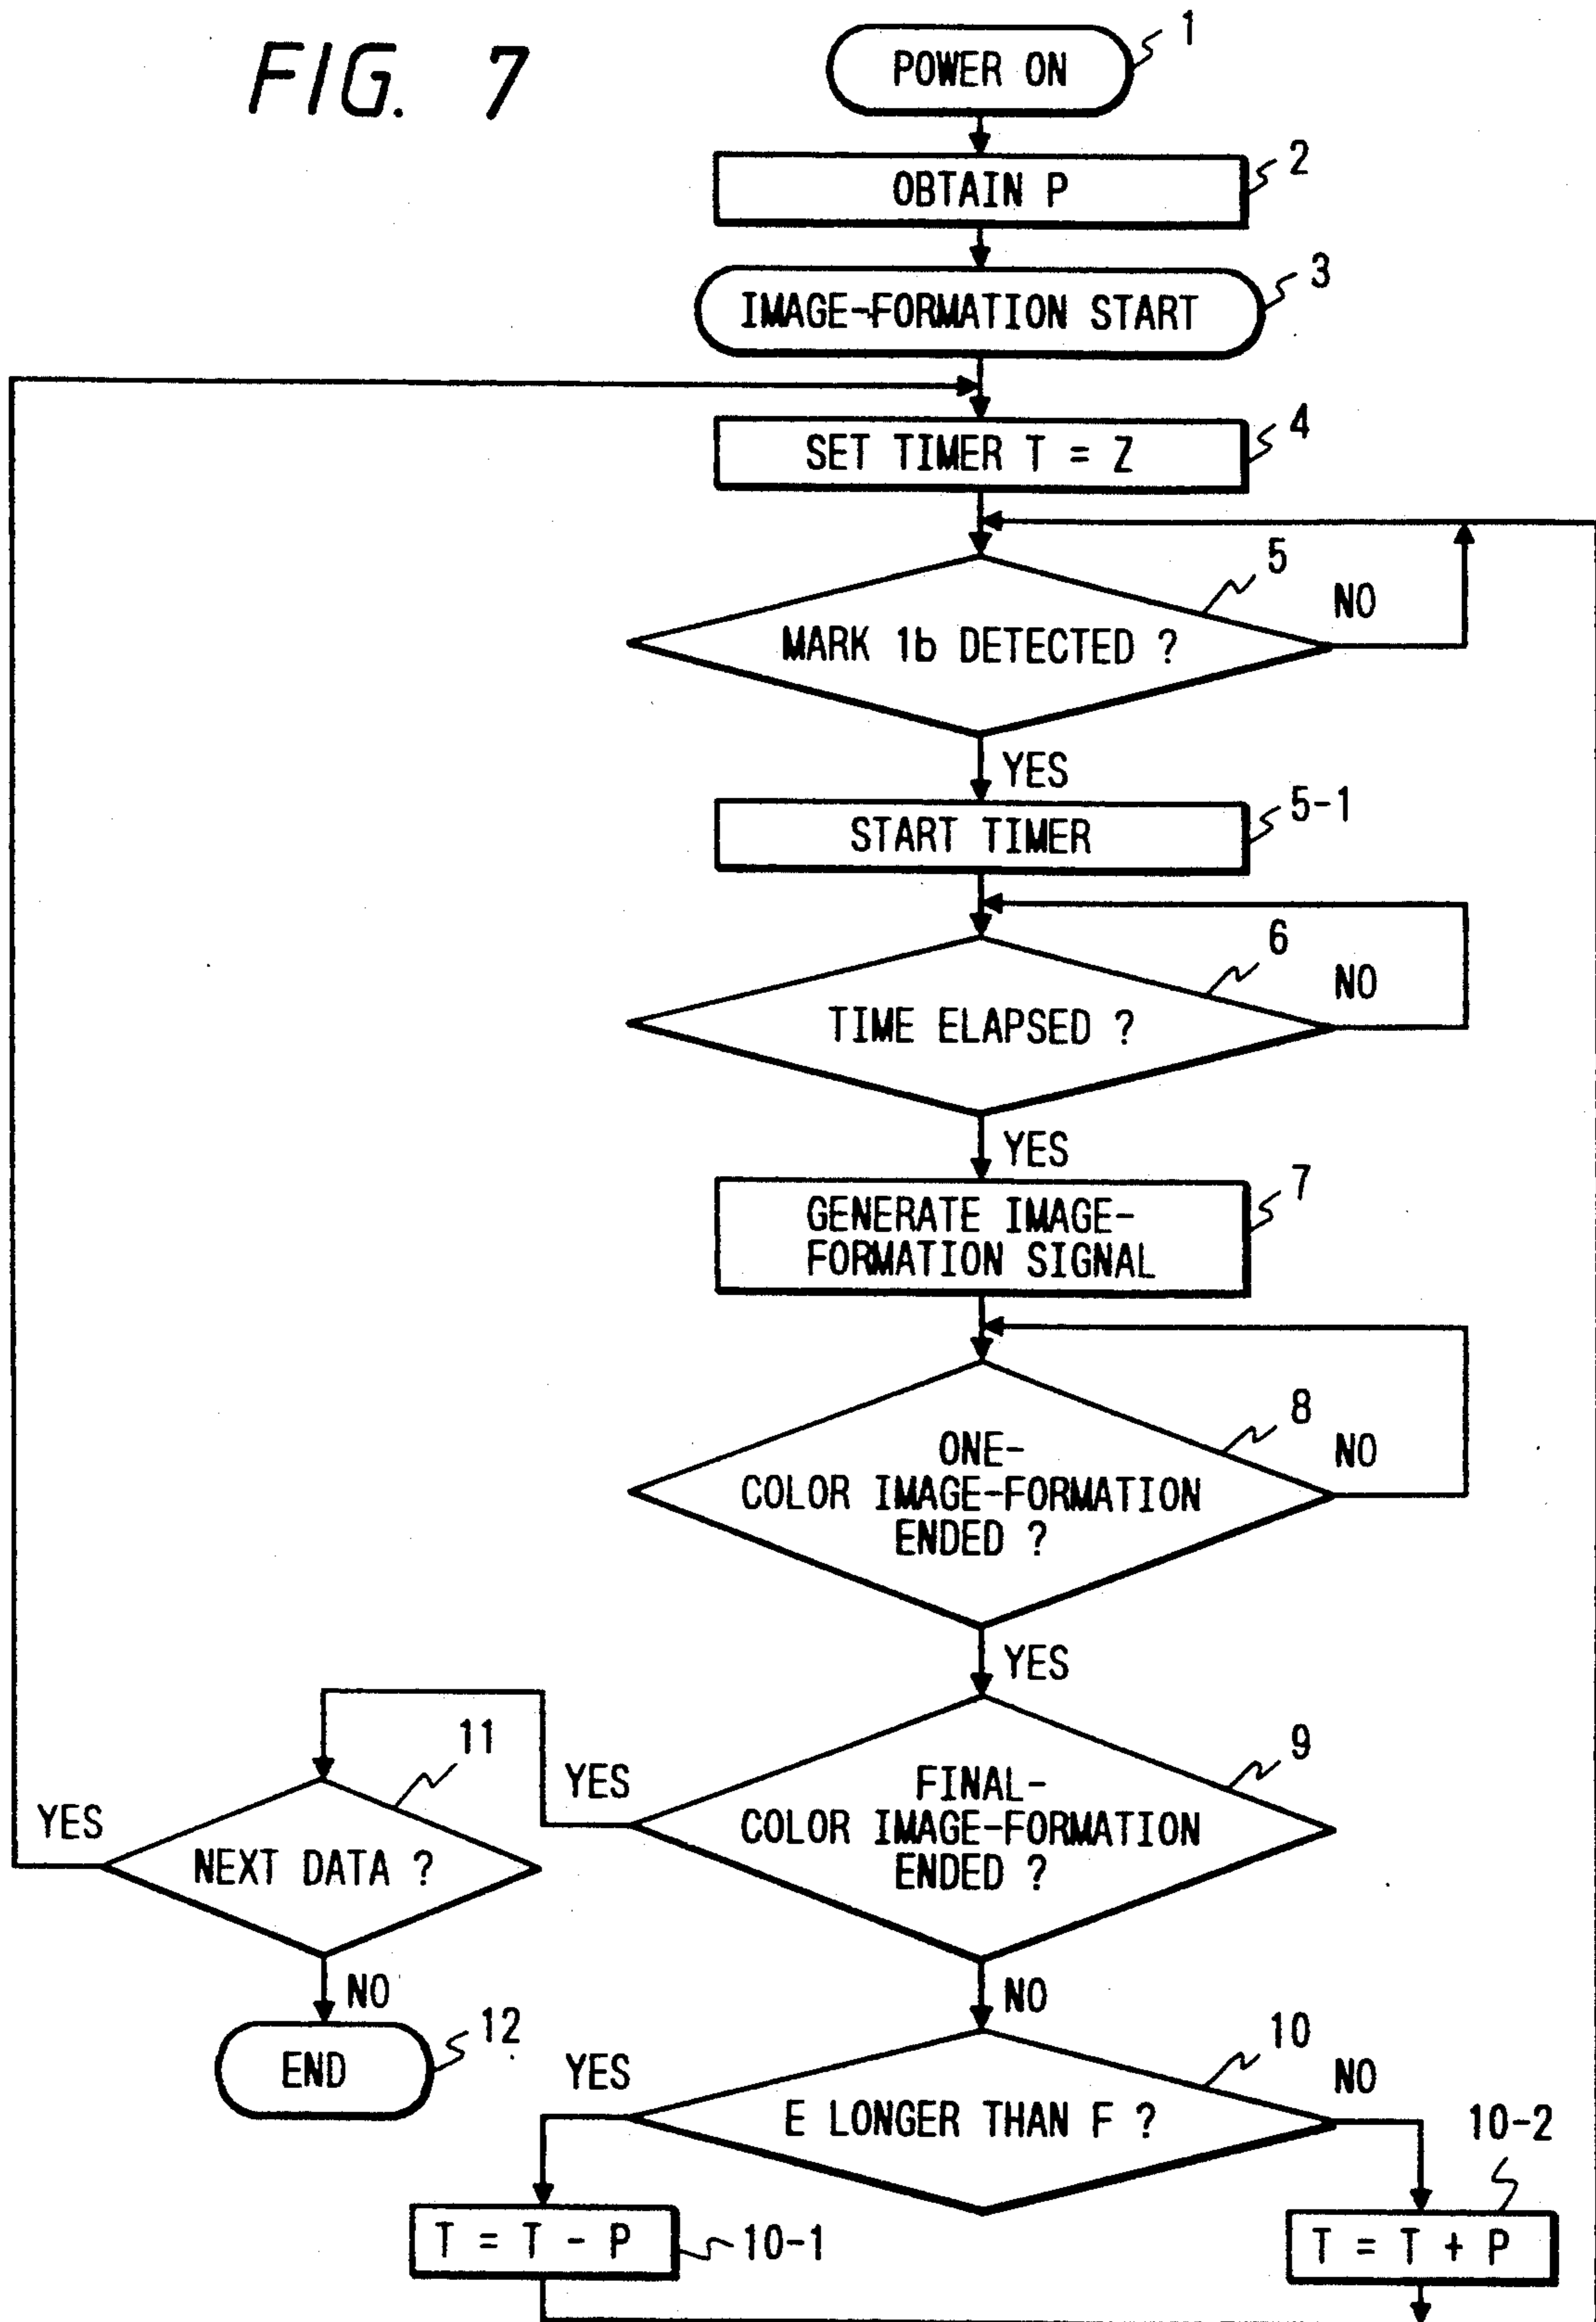 FIG. 7
POWER ON
1
OBTAIN P
2
IMAGE-FORMATION START
3
SET TIMER T = Z
4
MARK 1b DETECTED ?
5
NO
YES
START TIMER
5-1
TIME ELAPSED ?
6
NO
YES
GENERATE IMAGE-
FORMATION SIGNAL
7
ONE-
COLOR IMAGE-FORMATION
ENDED ?
8
NO
YES
FINAL-
COLOR IMAGE-FORMATION
ENDED ?
9
YES
NEXT DATA ?
11
YES
NO
END
12
NO
E LONGER THAN F ?
10
YES
NO
T = T - P
10-1
T = T + P
10-2